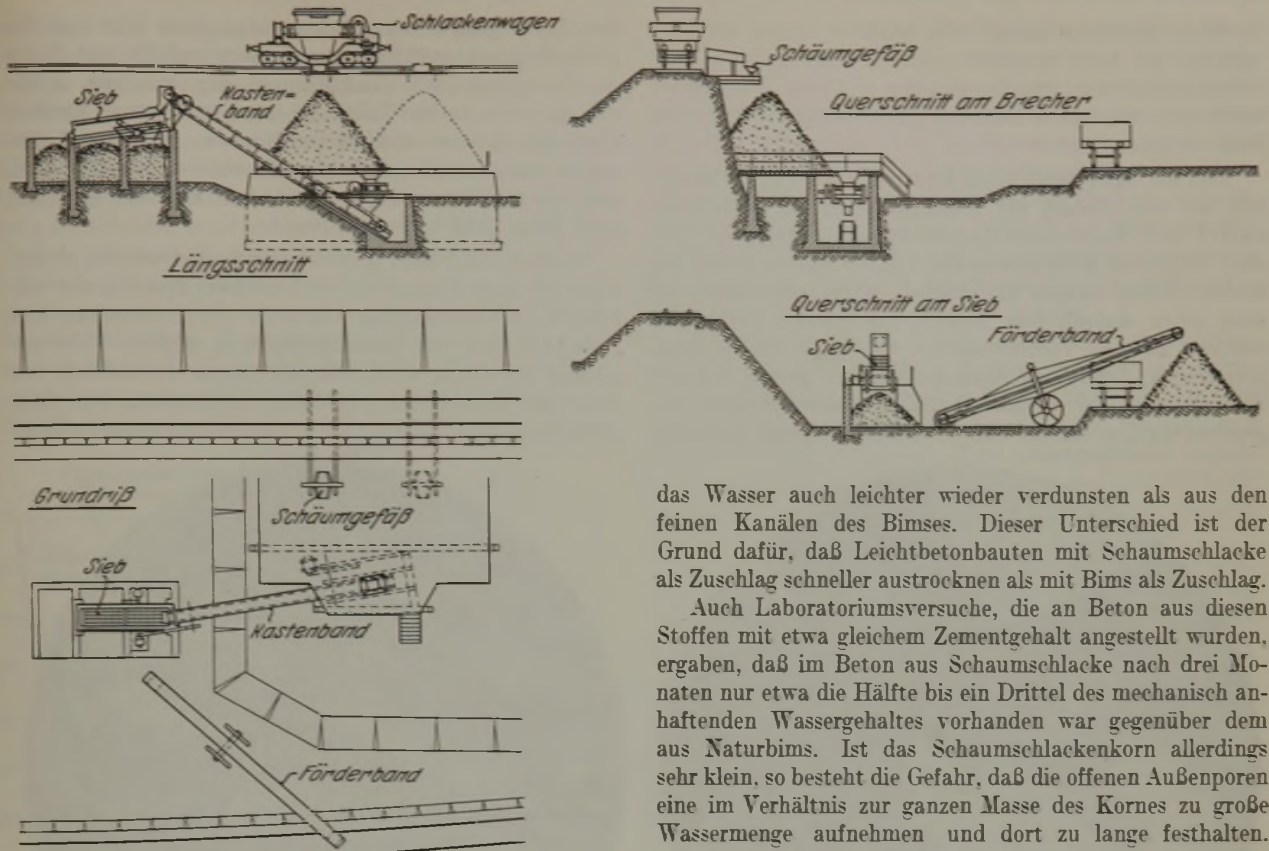 Schlackenwagen
Sieb
Kasten=
band
Längsschnitt
Schäumgefäß
Querschnitt am Brecher
Querschnitt am Sieb
Sieb
Förderband
Grundriß
Schäumgefäß
Sieb
Kastenband
Förderband
das Wasser auch leichter wieder verdunsten als aus den
feinen Kanälen des Bimses. Dieser Unterschied ist der
Grund dafür, daß Leichtbetonbauten mit Schaumschlacke
als Zuschlag schneller austrocknen als mit Bims als Zuschlag.
Auch Laboratoriumsversuche, die an Beton aus diesen
Stoffen mit etwa gleichem Zementgehalt angestellt wurden,
ergaben, daß im Beton aus Schaumschlacke nach drei Mo-
naten nur etwa die Hälfte bis ein Drittel des mechanisch an-
haftenden Wassergehaltes vorhanden war gegenüber dem
aus Naturbims. Ist das Schaumschlackenkorn allerdings
sehr klein, so besteht die Gefahr, daß die offenen Außenporen
eine im Verhältnis zur ganzen Masse des Kornes zu große
Wassermenge aufnehmen und dort zu lange festhalten.